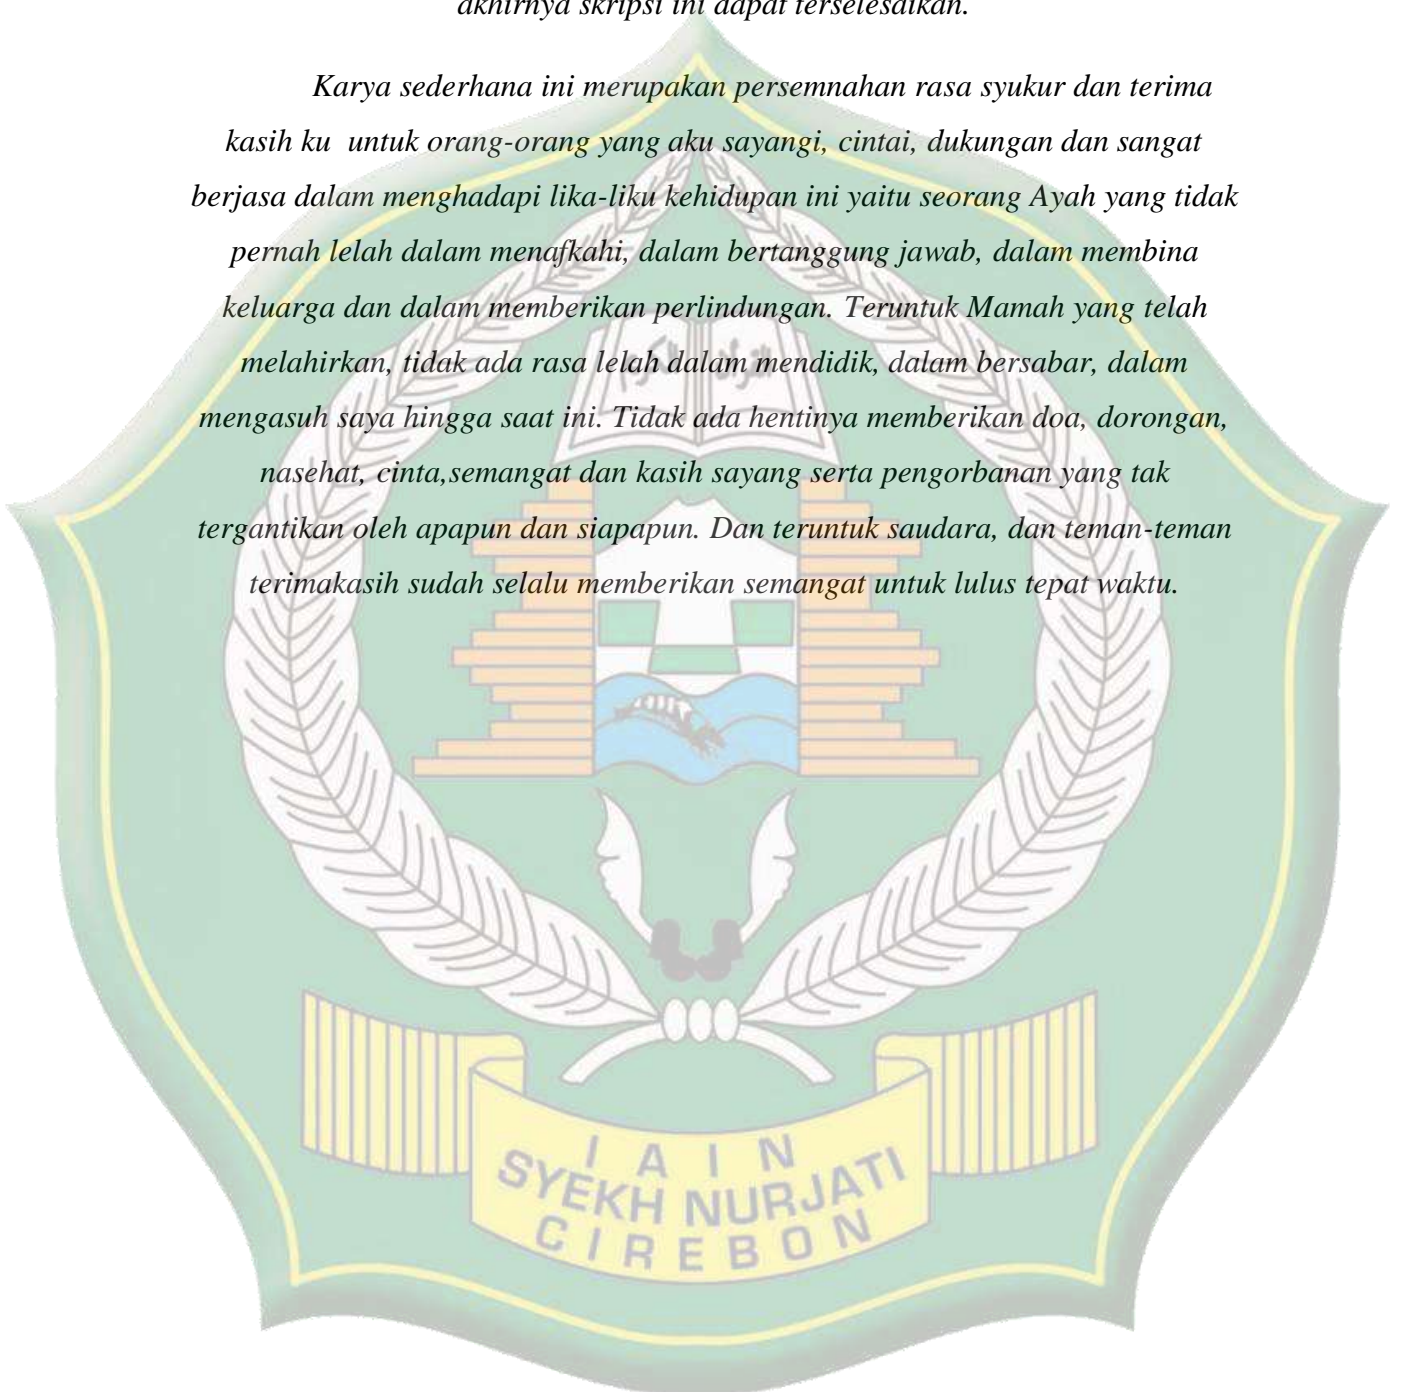 akhirnya skripsi ini dapat terselesaikan.
Karya sederhana ini merupakan persemnahan rasa syukur dan terima
kasih ku untuk orang-orang yang aku sayangi, cintai, dukungan dan sangat
berjasa dalam menghadapi lika-liku kehidupan ini yaitu seorang Ayah yang tidak
pernah lelah dalam menafkahi, dalam bertanggung jawab, dalam membina
keluarga dan dalam memberikan perlindungan. Teruntuk Mamah yang telah
melahirkan, tidak ada rasa lelah dalam mendidik, dalam bersabar, dalam
mengasuh saya hingga saat ini. Tidak ada hentinya memberikan doa, dorongan,
nasehat, cinta,semangat dan kasih sayang serta pengorbanan yang tak
tergantikan oleh apapun dan siapapun. Dan teruntuk saudara, dan teman-teman
terimakasih sudah selalu memberikan semangat untuk lulus tepat waktu.
IAIN
SYEKH NURJATI
CIREBON